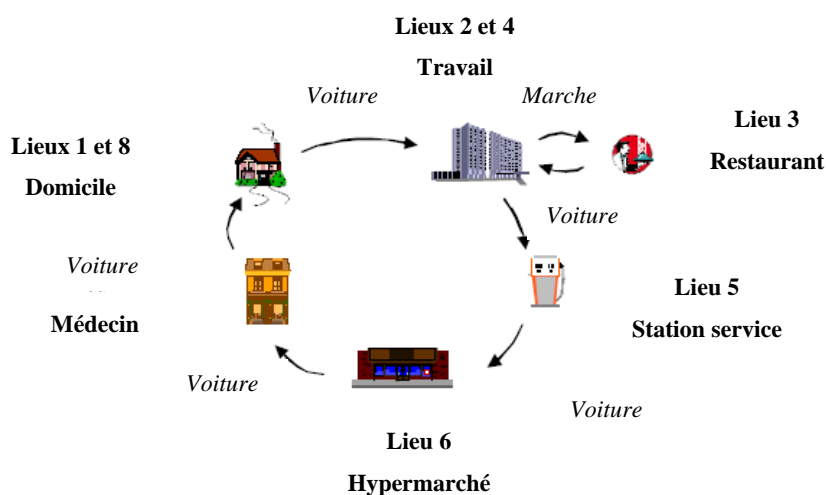 Lieux 2 et 4
Travail
Voiture
Marche
Lieu 3
Restaurant
Lieux 1 et 8
Domicile
Voiture
Voiture
Lieu 5
Station service
Médecin
Voiture
Voiture
Lieu 6
Hypermarché